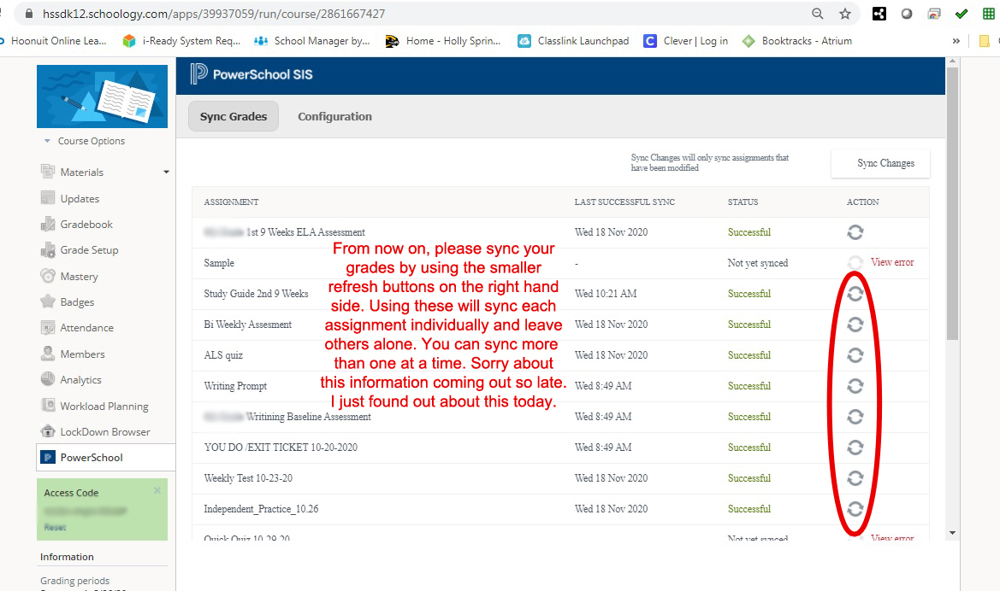 hssdk12.schoology.com/apps/39937059/run/course/2861667427
Hoonuit Online Lea... i-Ready System Req... School Manager by... Home - Holly Sprin... Classlink Launchpad Clever | Log in Booktracks - Atrium »
PowerSchool SIS
Sync Grades Configuration
Course Options
Materials
Updates
Gradebook
Grade Setup
Mastery
Badges
Attendance
Members
Analytics
Workload Planning
LockDown Browser
PowerSchool
Access Code ×
Reset
Information
Grading periods
Sync Changes will only sync assignments that
have been modified
Sync Changes
ASSIGNMENT LAST SUCCESSFUL SYNC STATUS ACTION
1st 9 Weeks ELA Assessment Wed 18 Nov 2020 Successful
Sample - Not yet synced View error
Study Guide 2nd 9 Weeks Wed 10:21 AM Successful
Bi Weekly Assesment Wed 18 Nov 2020 Successful
ALS quiz Wed 18 Nov 2020 Successful
Writing Prompt Wed 8:49 AM Successful
Writining Baseline Assessment Wed 8:49 AM Successful
YOU DO /EXIT TICKET 10-20-2020 Wed 8:49 AM Successful
Weekly Test 10-23-20 Wed 18 Nov 2020 Successful
Independent_Practice_10.26 Wed 18 Nov 2020 Successful
Quick Quiz 10-29-20 Not yet synced View error
From now on, please sync your
grades by using the smaller
refresh buttons on the right hand
side. Using these will sync each
assignment individually and leave
others alone. You can sync more
than one at a time. Sorry about
this information coming out so late.
I just found out about this today.